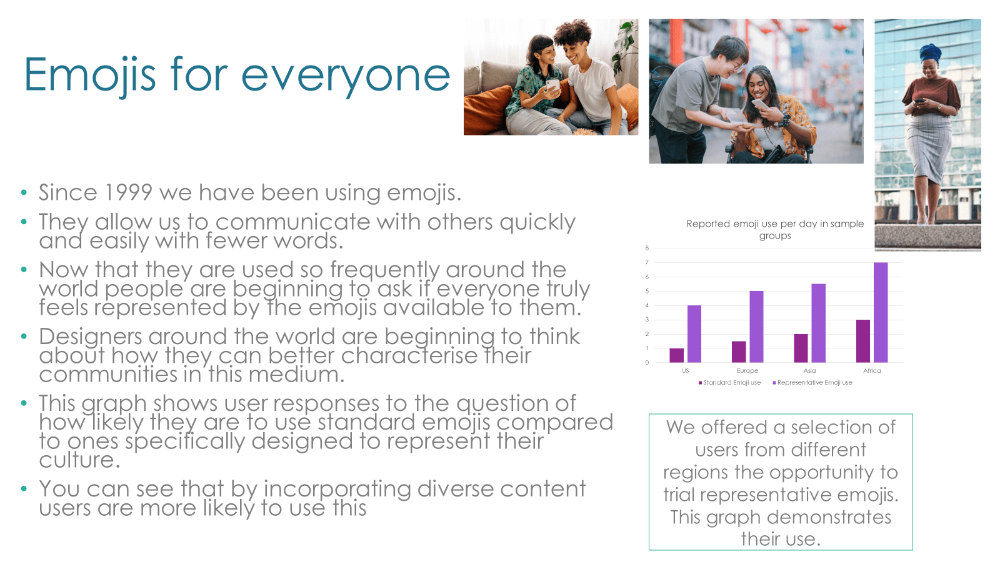 Emojis for everyone
• Since 1999 we have been using emojis.
• They allow us to communicate with others quickly
and easily with fewer words.
• Now that they are used so frequently around the
world people are beginning to ask if everyone truly
feels represented by the emojis available to them.
• Designers around the world are beginning to think
about how they can better characterise their
communities in this medium.
• This graph shows user responses to the question of
how likely they are to use standard emojis compared
to ones specifically designed to represent their
culture.
• You can see that by incorporating diverse content
users are more likely to use this
Reported emoji use per day in sample
groups
8
7
6
5
4
3
2
1
0
US Europe Asia Africa
Standard Emoji use Representative Emoji use
We offered a selection of
users from different
regions the opportunity to
trial representative emojis.
This graph demonstrates
their use.